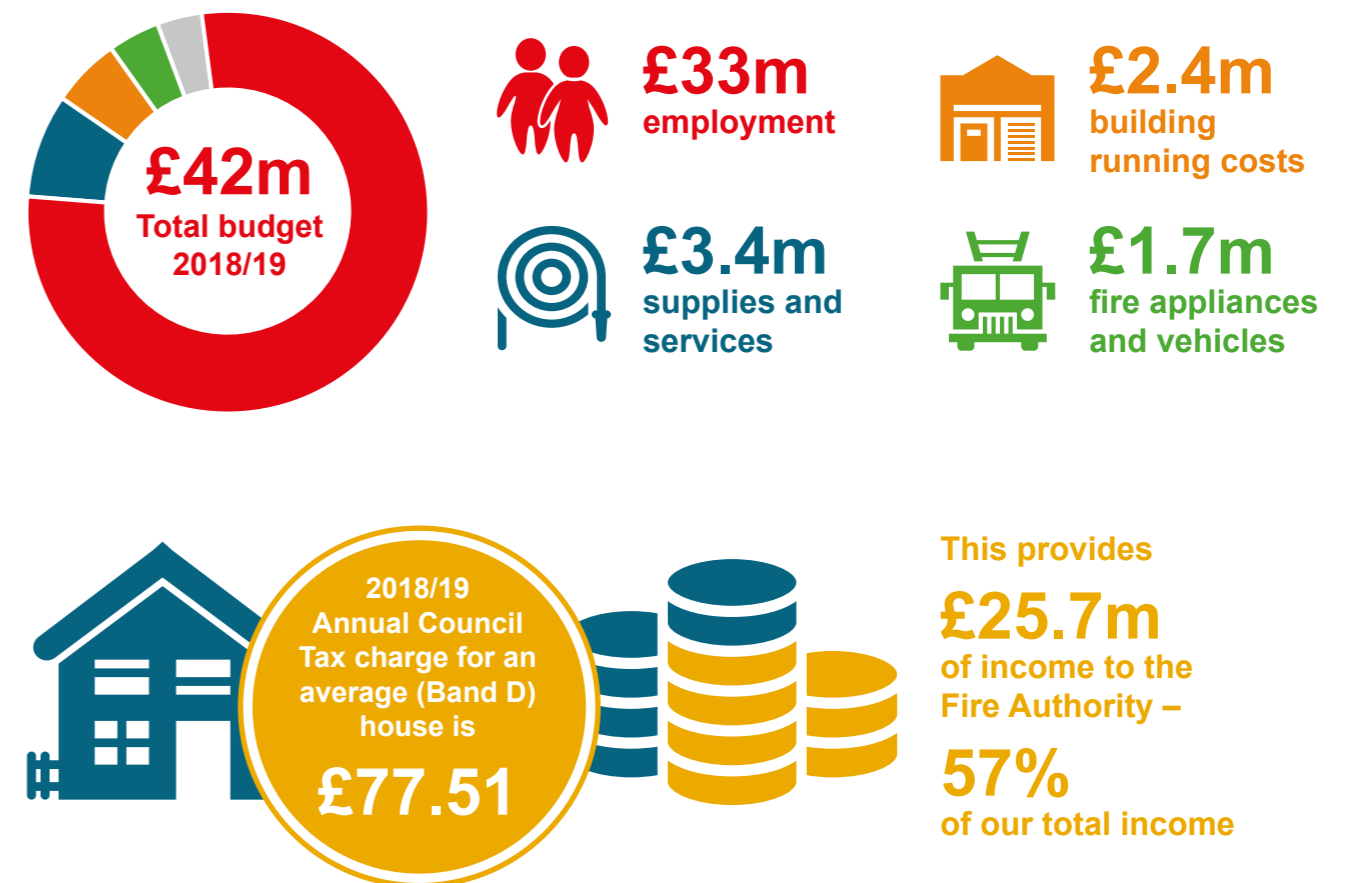 £42m
Total budget
2018/19
£33m
employment
£2.4m
building
running costs
£3.4m
supplies and
services
£1.7m
fire appliances
and vehicles
2018/19
Annual Council
Tax charge for an
average (Band D)
house is
£77.51
This provides
£25.7m
of income to the
Fire Authority –
57%
of our total income